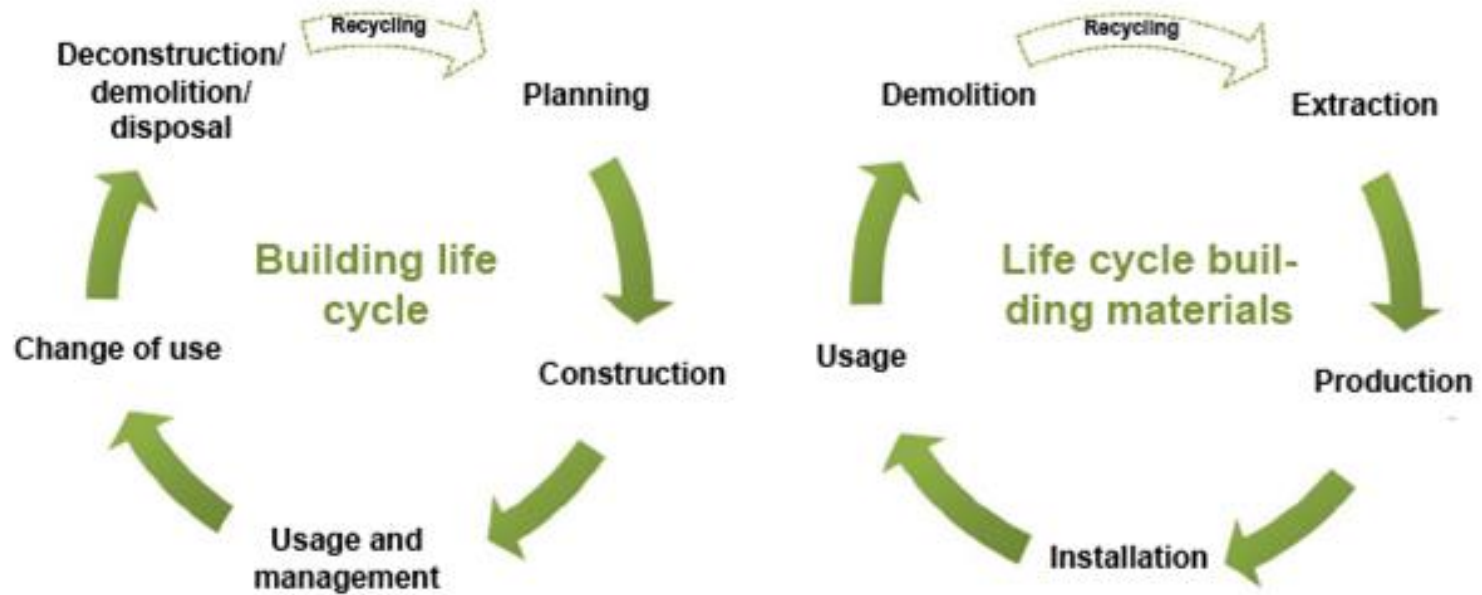 Recycling
Deconstruction/
demolition/
disposal
Planning
Building life
cycle
Change of use
Construction
Usage and
management
Recycling
Demolition
Extraction
Life cycle buil-
ding materials
Usage
Production
Installation